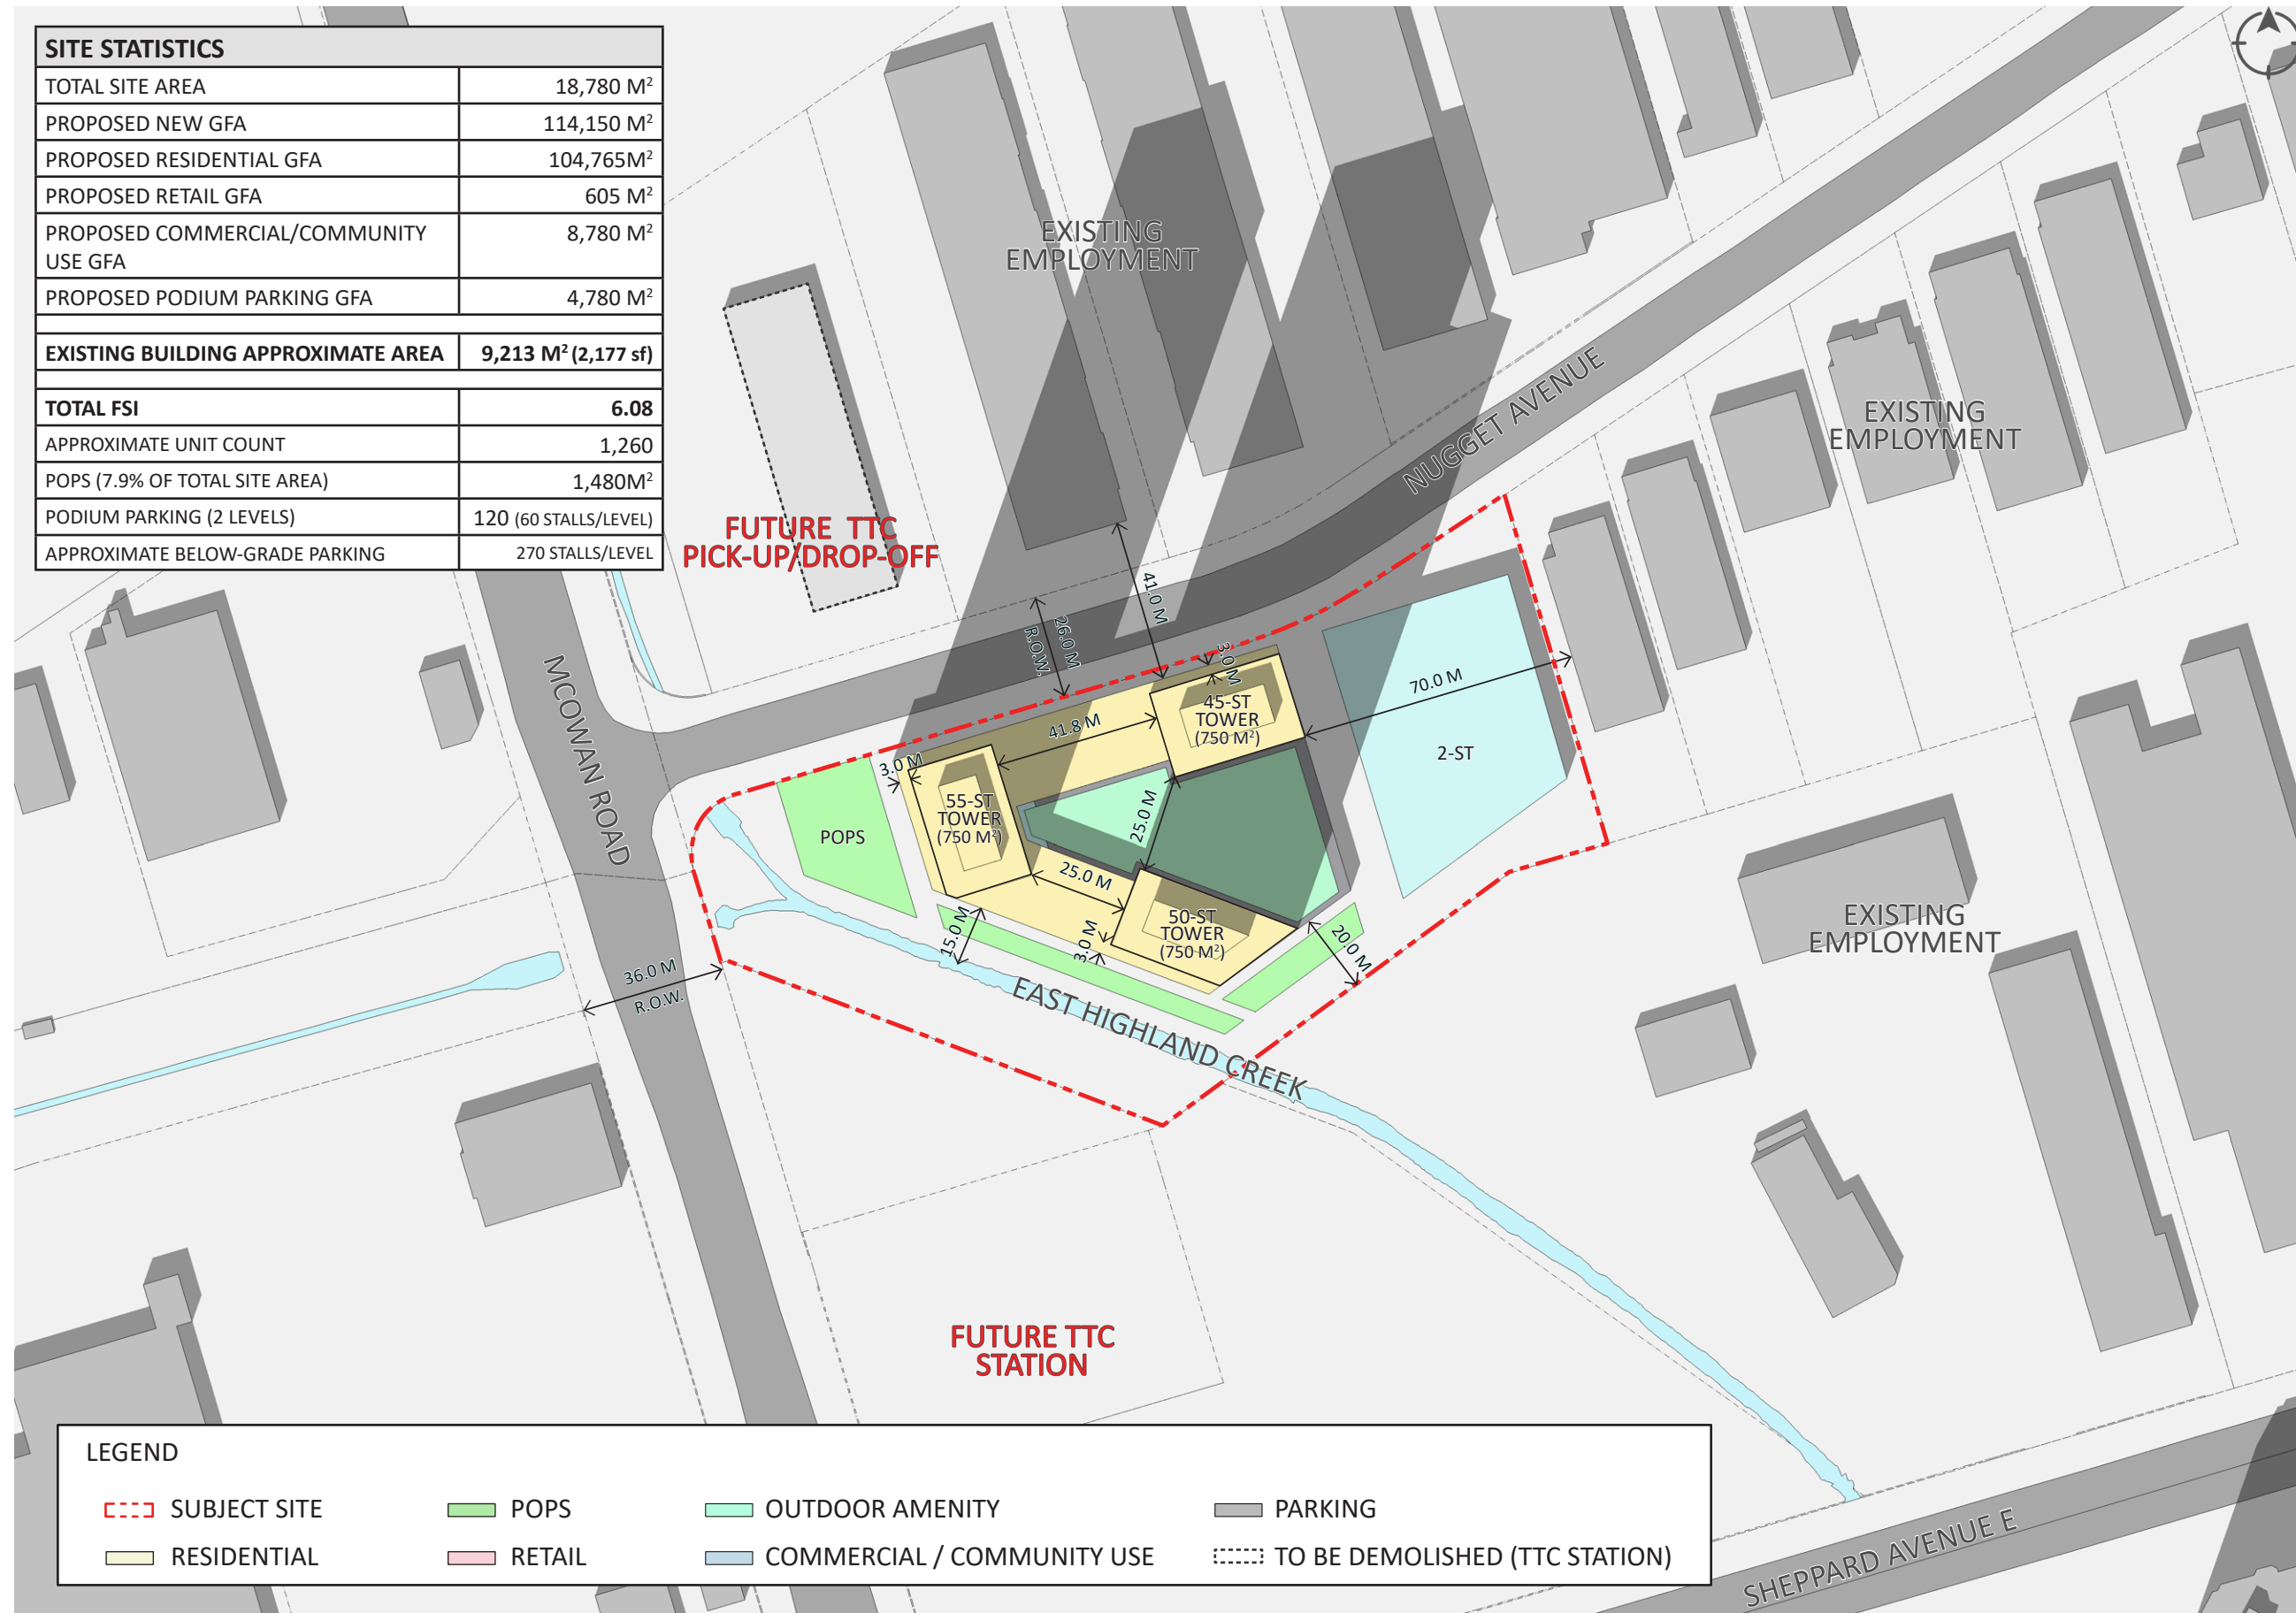 SITE STATISTICS
TOTAL SITE AREA 18,780 M²
PROPOSED NEW GFA 114,150 M²
PROPOSED RESIDENTIAL GFA 104,765M²
PROPOSED RETAIL GFA 605 M²
PROPOSED COMMERCIAL/COMMUNITY 8,780 M²
USE GFA
PROPOSED PODIUM PARKING GFA 4,780 M²
EXISTING BUILDING APPROXIMATE AREA 9,213 M² (2,177 sf)
TOTAL FSI 6.08
APPROXIMATE UNIT COUNT 1,260
POPS (7.9% OF TOTAL SITE AREA) 1,480M²
PODIUM PARKING (2 LEVELS) 120 (60 STALLS/LEVEL)
APPROXIMATE BELOW-GRADE PARKING 270 STALLS/LEVEL
EXISTING
EMPLOYMENT
NUGGET AVENUE
EXISTING
EMPLOYMENT
FUTURE TTC
PICK-UP/DROP-OFF
41.0 M
26.0 M
R.O.W.
3.0 M
MCOWAN ROAD
45-ST
TOWER
(750 M²)
70.0 M
41.8 M
2-ST
3.0 M
55-ST
TOWER
(750 M²)
POPS
25.0 M
25.0 M
50-ST
TOWER
(750 M²)
15.0 M
3.0 M
20.0 M
EXISTING
EMPLOYMENT
36.0 M
R.O.W.
EAST HIGHLAND CREEK
FUTURE TTC
STATION
LEGEND
SUBJECT SITE POPS OUTDOOR AMENITY PARKING
RESIDENTIAL RETAIL COMMERCIAL / COMMUNITY USE TO BE DEMOLISHED (TTC STATION)
SHEPPARD AVENUE E